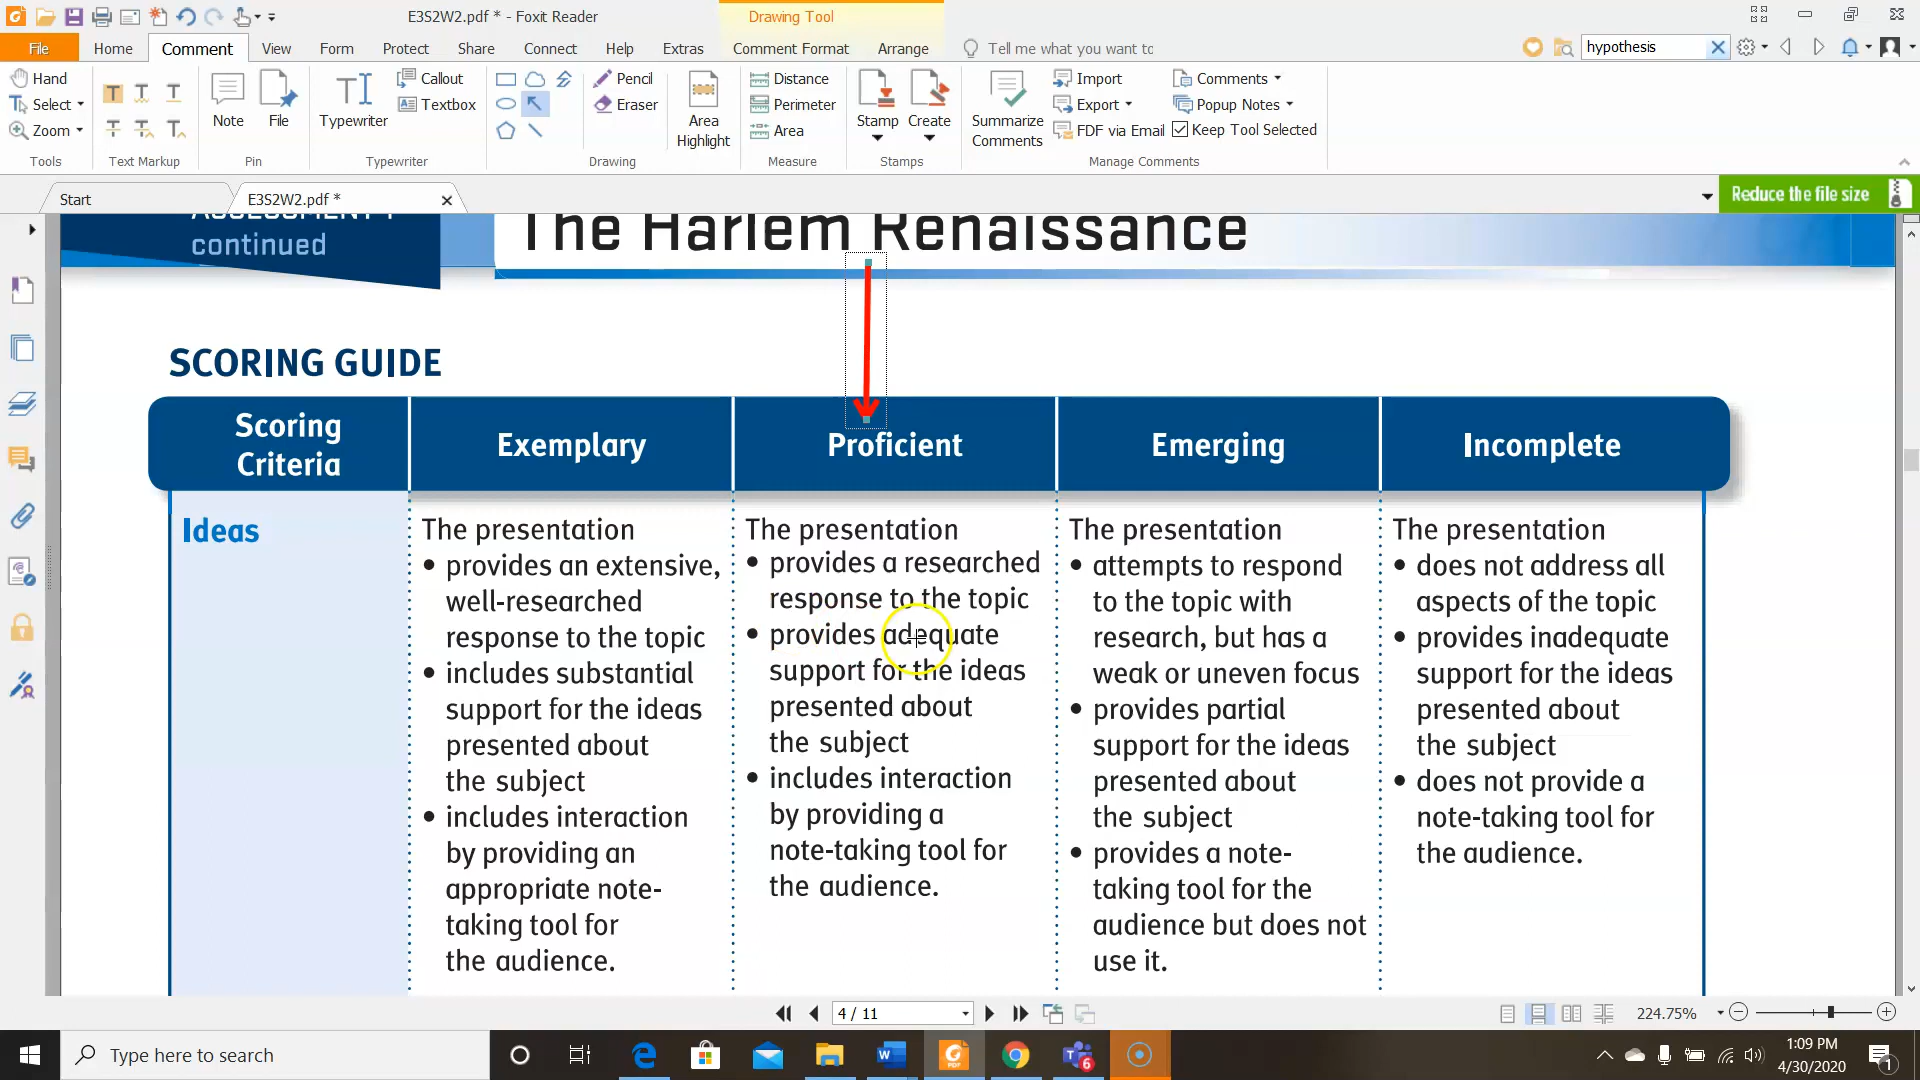 E3S2W2.pdf * - Foxit Reader
Drawing Tool
File Home Comment View Form Protect Share Connect Help Extras Comment Format Arrange Tell me what you want to
hypothesis
Hand
Select
Zoom
Tools
Text Markup
Note
File
Pin
Typewriter
Callout
Textbox
Typewriter
Pencil
Eraser
Drawing
Area
Highlight
Distance
Perimeter
Area
Measure
Stamp
Create
Stamps
Summarize
Comments
Import
Export
FDF via Email
Comments
Popup Notes
Keep Tool Selected
Manage Comments
Start
E3S2W2.pdf *
Reduce the file size
ASSESSMENT 1
continued
The Harlem Renaissance
SCORING GUIDE
Scoring
Criteria
Exemplary
Proficient
Emerging
Incomplete
Ideas
The presentation
• provides an extensive,
well-researched
response to the topic
• includes substantial
support for the ideas
presented about
the subject
• includes interaction
by providing an
appropriate note-
taking tool for
the audience.
The presentation
• provides a researched
response to the topic
• provides adequate
support for the ideas
presented about
the subject
• includes interaction
by providing a
note-taking tool for
the audience.
The presentation
• attempts to respond
to the topic with
research, but has a
weak or uneven focus
• provides partial
support for the ideas
presented about
the subject
• provides a note-
taking tool for the
audience but does not
use it.
The presentation
• does not address all
aspects of the topic
• provides inadequate
support for the ideas
presented about
the subject
• does not provide a
note-taking tool for
the audience.
4 / 11
224.75%
Type here to search
6
1:09 PM
4/30/2020
1